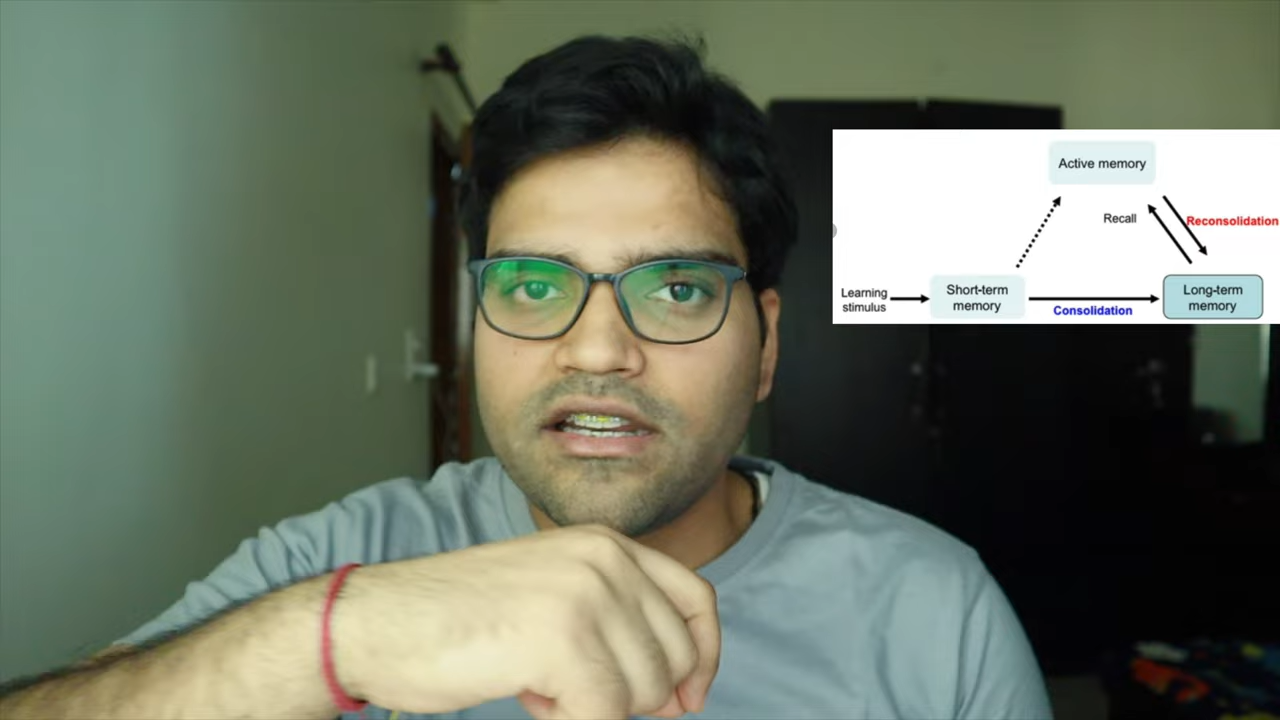 Active memory
Recall
Reconsolidation
Learning
stimulus
Short-term
memory
Consolidation
Long-term
memory